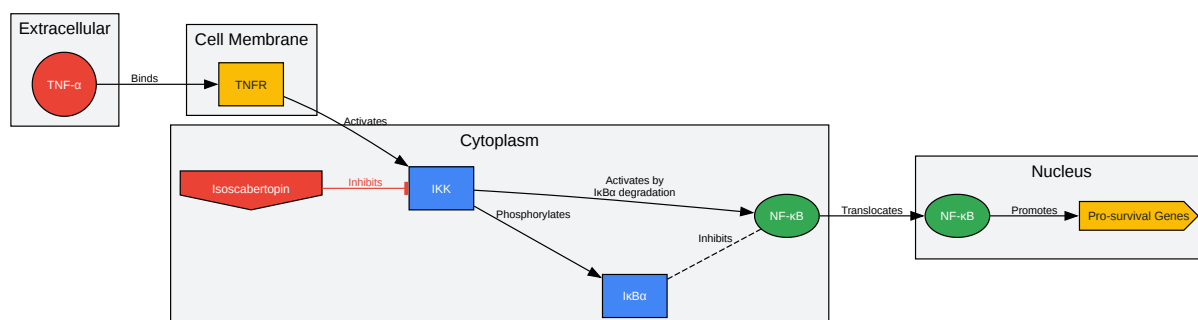 Extracellular
TNF-α
Binds
Cell Membrane
TNFR
Activates
Cytoplasm
Isoscabertopin
Inhibits
IKK
Activates by
IκBα degradation
Phosphorylates
NF-κB
Inhibits
IκBα
Translocates
Nucleus
NF-κB
Promotes
Pro-survival Genes